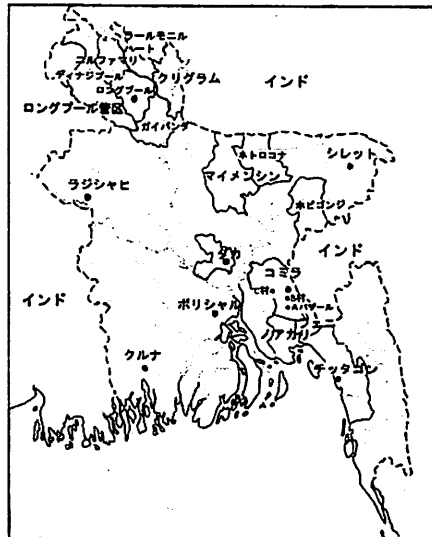 ラールモニル
ハート
ニルファマリ
ディナジプール
クリグラム
インド
ロングプール
ロングプール管区
ガイバンダ
ネトロコナ
シレット
マイメンシン
ラジシャヒ
ホビゴンジ
ダカ
インド
コミラ
C村
B村
インド
ボリシャル
ノアカリ
フェニー
クルナ
チッタゴン